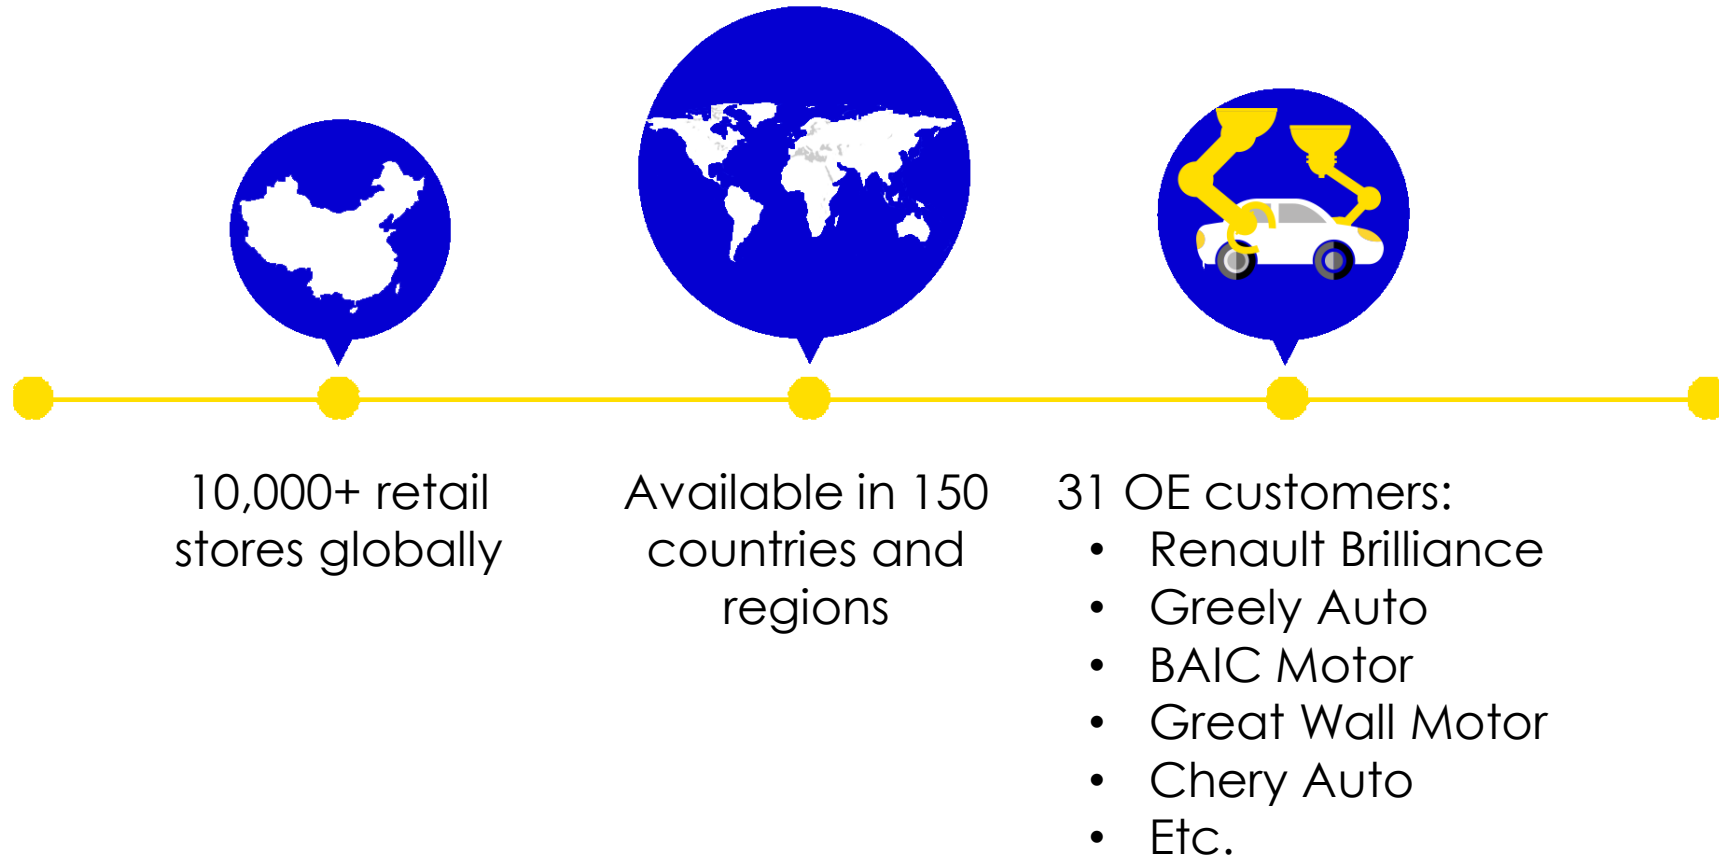 10,000+ retail
stores globally
Available in 150
countries and
regions
31 OE customers:
• Renault Brilliance
• Greely Auto
• BAIC Motor
• Great Wall Motor
• Chery Auto
• Etc.